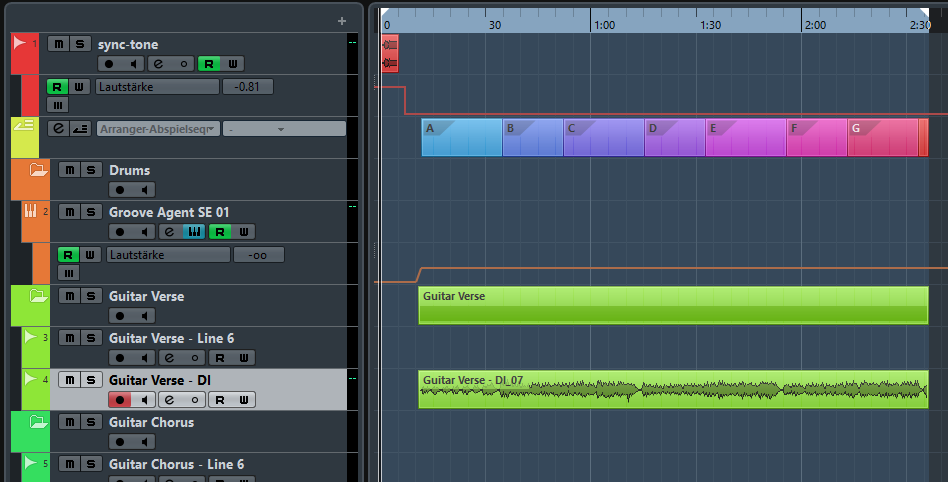 +
0 30 1:00 1:30 2:00 2:30
1 m S sync-tone
e R W
R W Lautstärke -0.81
e Arranger-Abspielseq -
A B C D E F G
m S Drums
2 m S Groove Agent SE 01
e R W
R W Lautstärke -oo
m S Guitar Verse
Guitar Verse
3 m S Guitar Verse - Line 6
e R W
4 m S Guitar Verse - DI
Guitar Verse - DI_07
e R W
m S Guitar Chorus
5 m S Guitar Chorus - Line 6